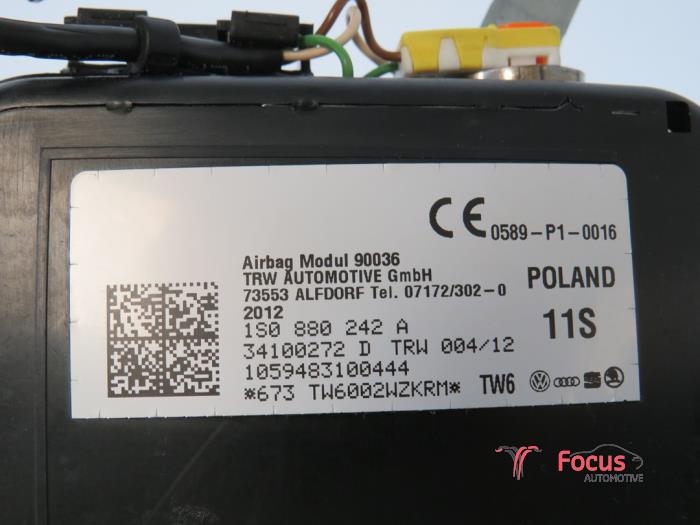 CE 0589-P1-0016
Airbag Modul 90036
TRW AUTOMOTIVE GmbH
73553 ALFDORF Tel. 07172/302-0
POLAND
2012
1S0 880 242 A
11S
34100272 D TRW 004/12
1059483100444
*673 TW6002WZKRM* TW6
Focus
AUTOMOTIVE